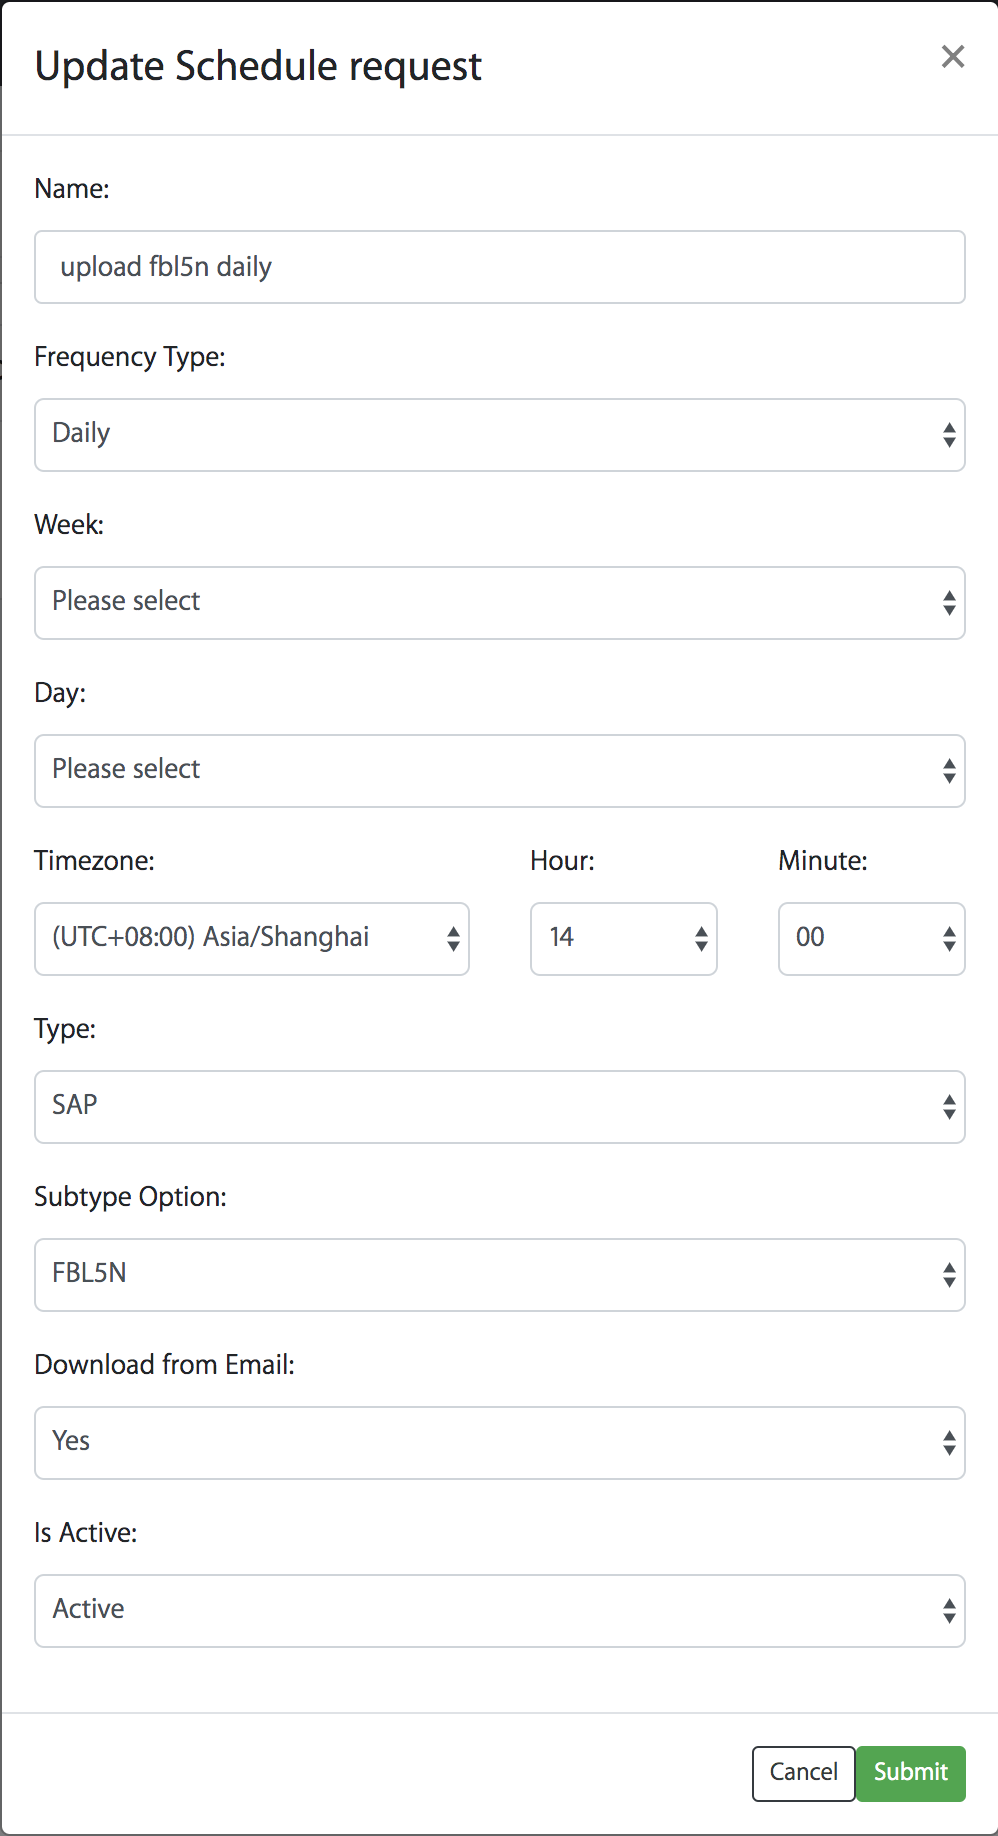 Update Schedule request
×
Name:
upload fbl5n daily
Frequency Type:
Daily
Week:
Please select
Day:
Please select
Timezone: Hour: Minute:
(UTC+08:00) Asia/Shanghai 14 00
Type:
SAP
Subtype Option:
FBL5N
Download from Email:
Yes
Is Active:
Active
Cancel Submit